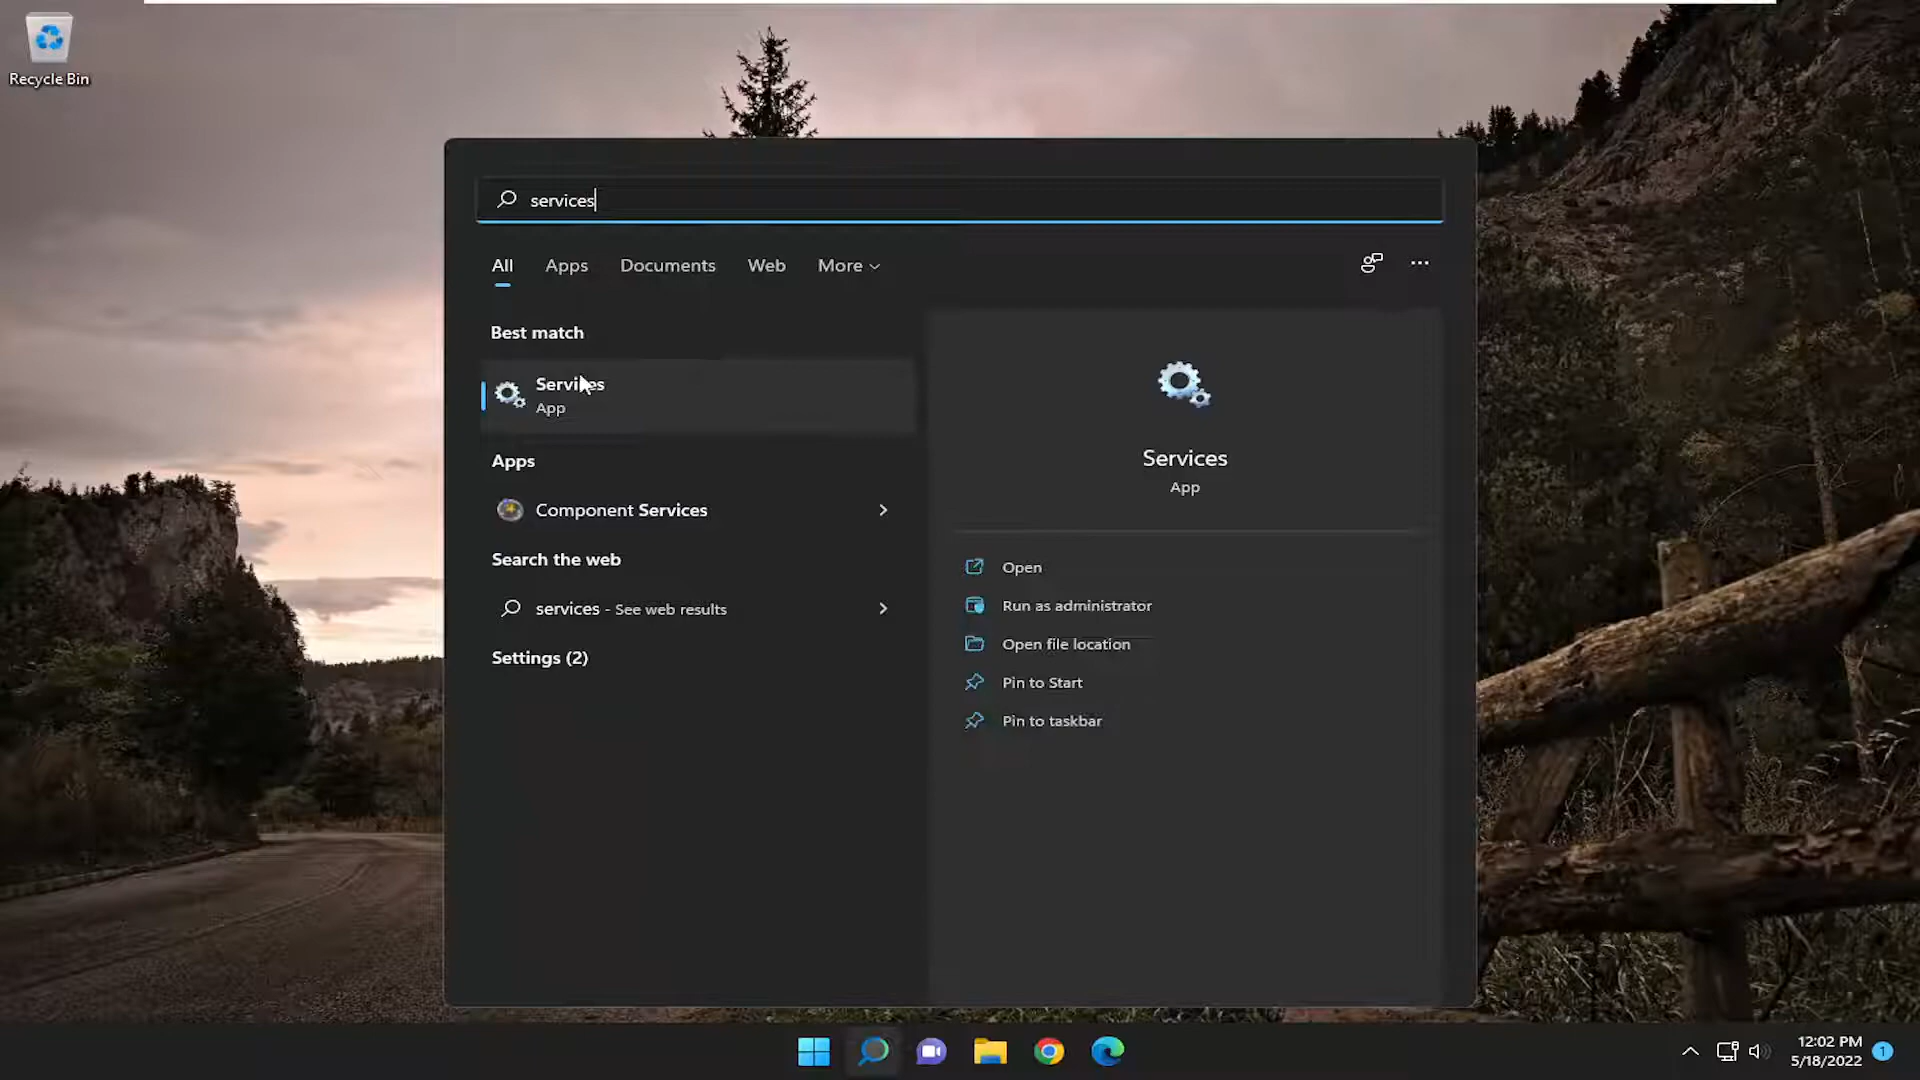 Recycle Bin
services
All Apps Documents Web More
Best match
Services
App
Apps
Component Services
Search the web
services - See web results
Settings (2)
Services
App
Open
Run as administrator
Open file location
Pin to Start
Pin to taskbar
12:02 PM
5/18/2022
1